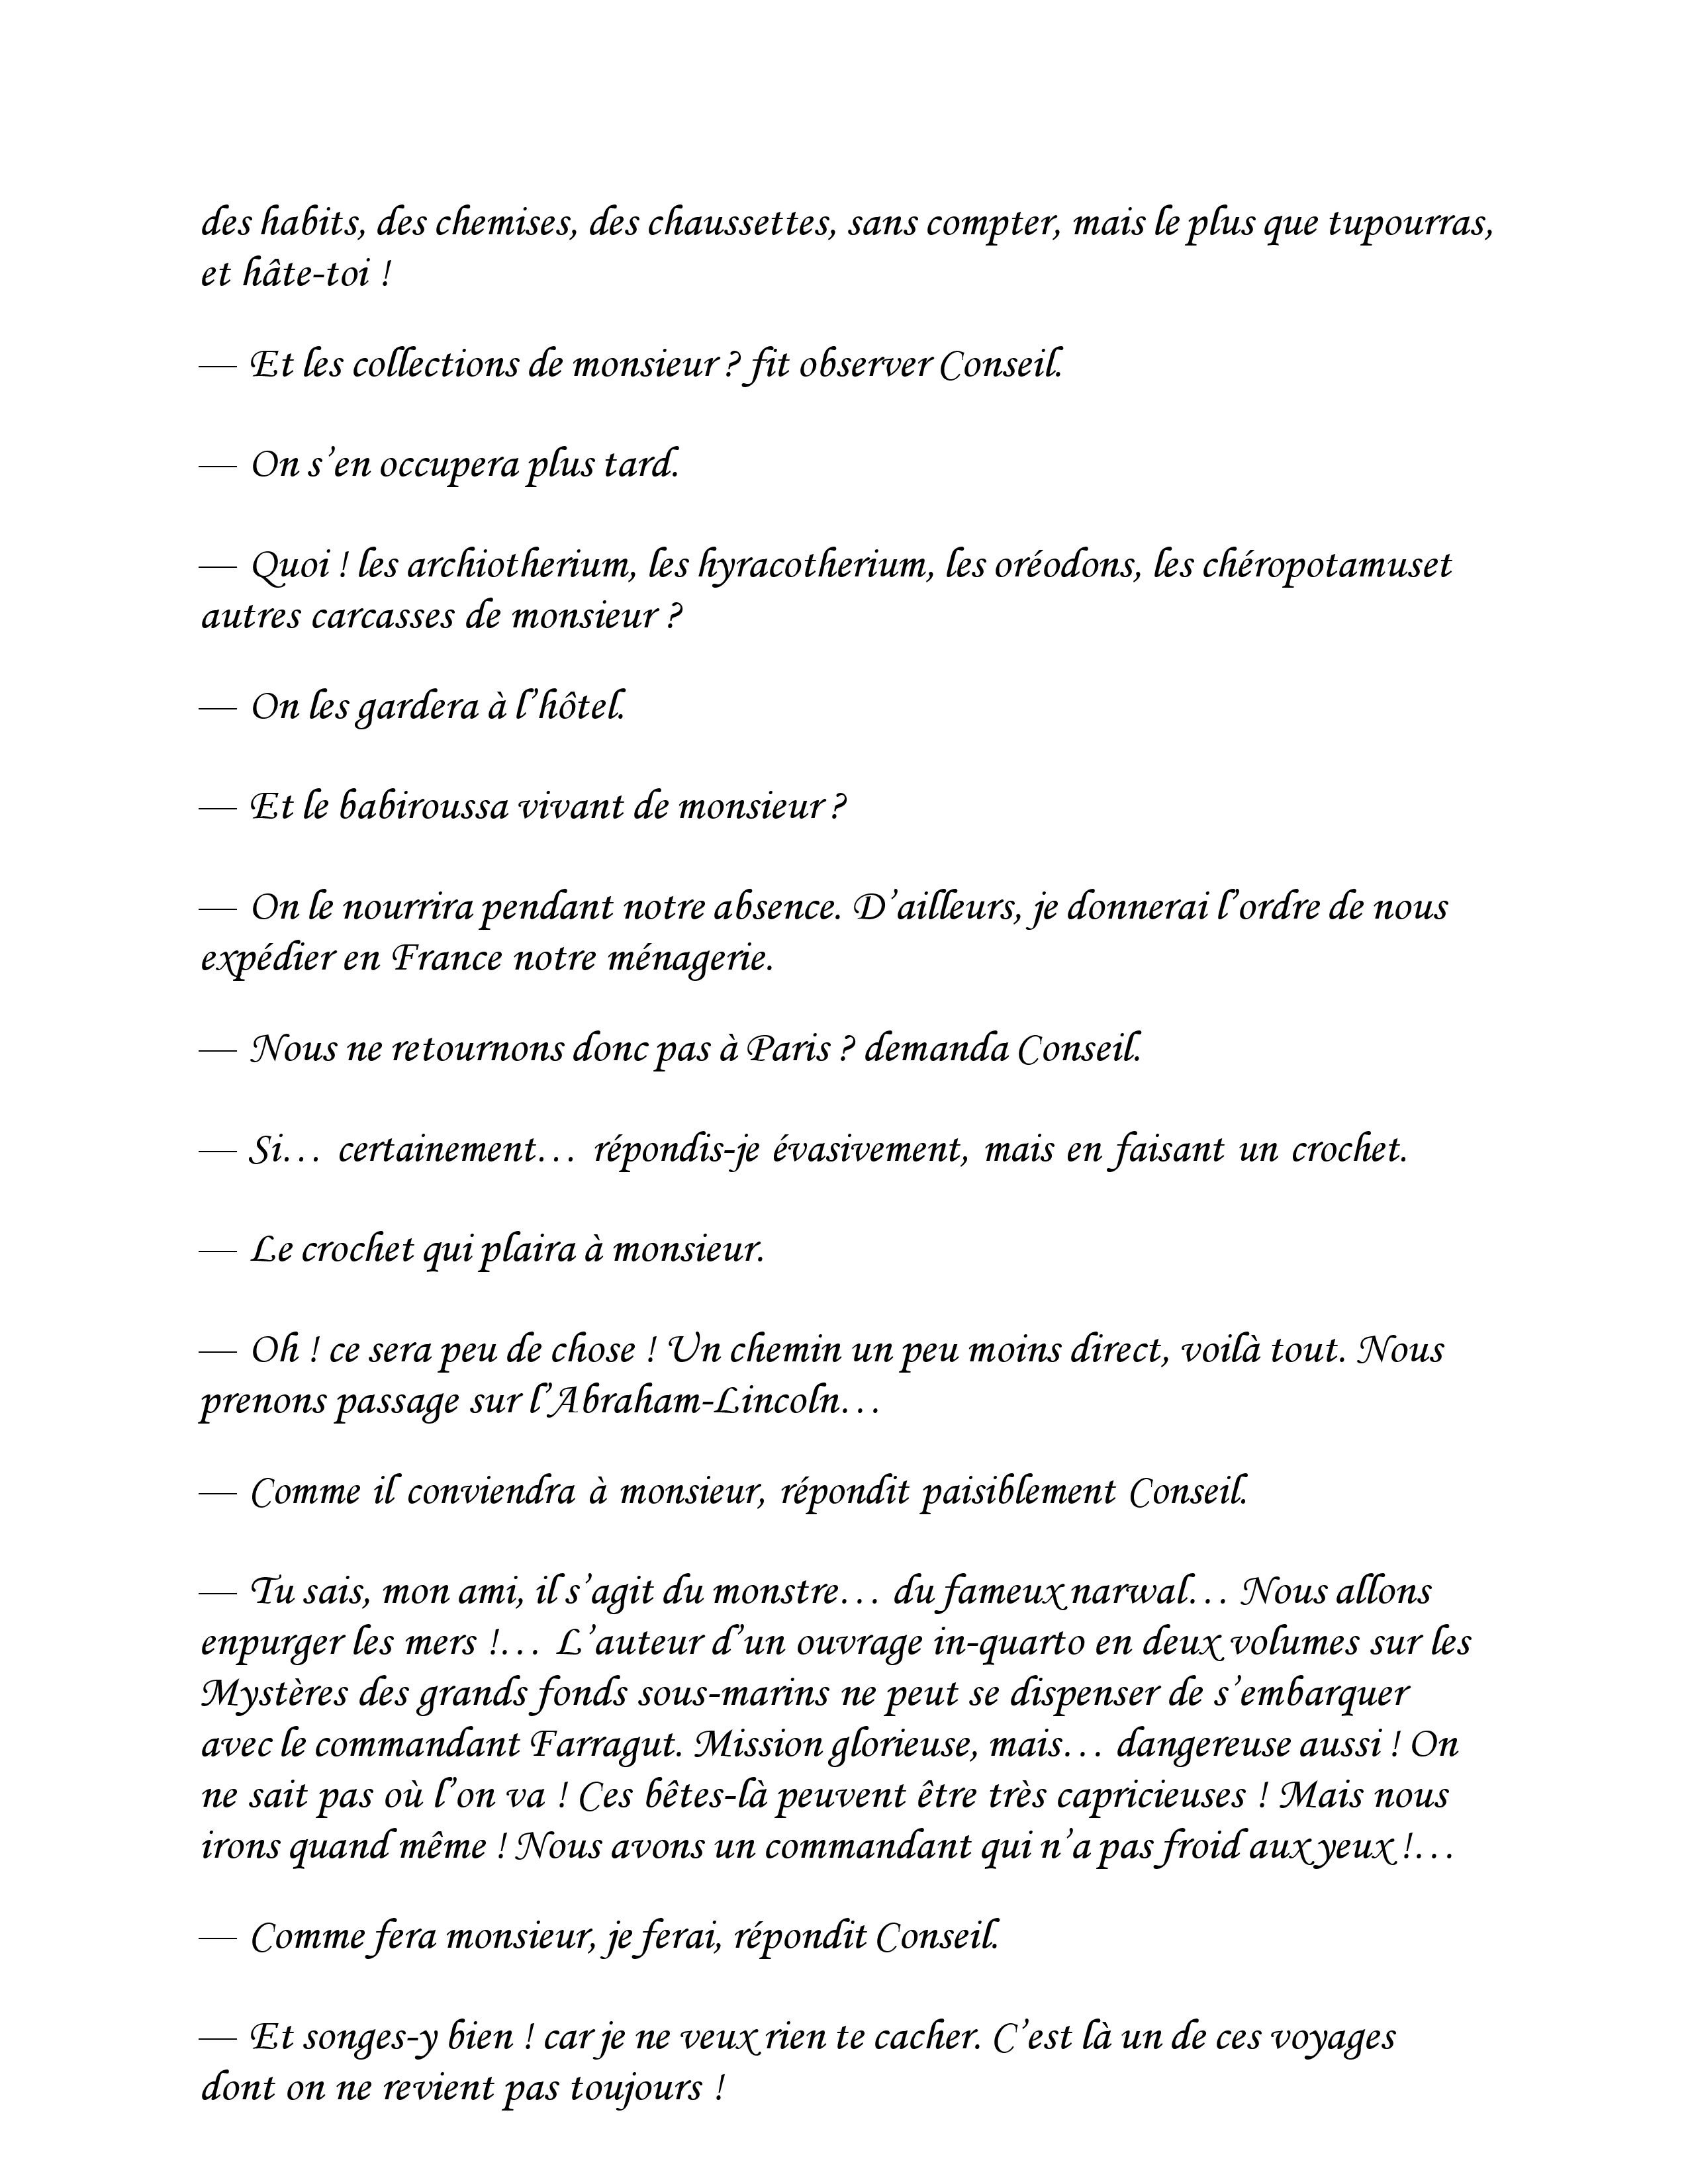 des habits, des chemises, des chaussettes, sans compter, mais le plus que tupourras,
et hâte-toi !
— Et les collections de monsieur ? fit observer Conseil.
— On s’en occupera plus tard.
— Quoi ! les archiotherium, les hyracotherium, les oréodons, les chéropotamuset
autres carcasses de monsieur ?
— On les gardera à l’hôtel.
— Et le babiroussa vivant de monsieur ?
— On le nourrira pendant notre absence. D’ailleurs, je donnerai l’ordre de nous
expédier en France notre ménagerie.
— Nous ne retournons donc pas à Paris ? demanda Conseil.
— Si… certainement… répondis-je évasivement, mais en faisant un crochet.
— Le crochet qui plaira à monsieur.
— Oh ! ce sera peu de chose ! Un chemin un peu moins direct, voilà tout. Nous
prenons passage sur l’Abraham-Lincoln…
— Comme il conviendra à monsieur, répondit paisiblement Conseil.
— Tu sais, mon ami, il s’agit du monstre… du fameux narwal… Nous allons
enpurger les mers !… L’auteur d’un ouvrage in-quarto en deux volumes sur les
Mystères des grands fonds sous-marins ne peut se dispenser de s’embarquer
avec le commandant Farragut. Mission glorieuse, mais… dangereuse aussi ! On
ne sait pas où l’on va ! Ces bêtes-là peuvent être très capricieuses ! Mais nous
irons quand même ! Nous avons un commandant qui n’a pas froid aux yeux !…
— Comme fera monsieur, je ferai, répondit Conseil.
— Et songes-y bien ! car je ne veux rien te cacher. C’est là un de ces voyages
dont on ne revient pas toujours !